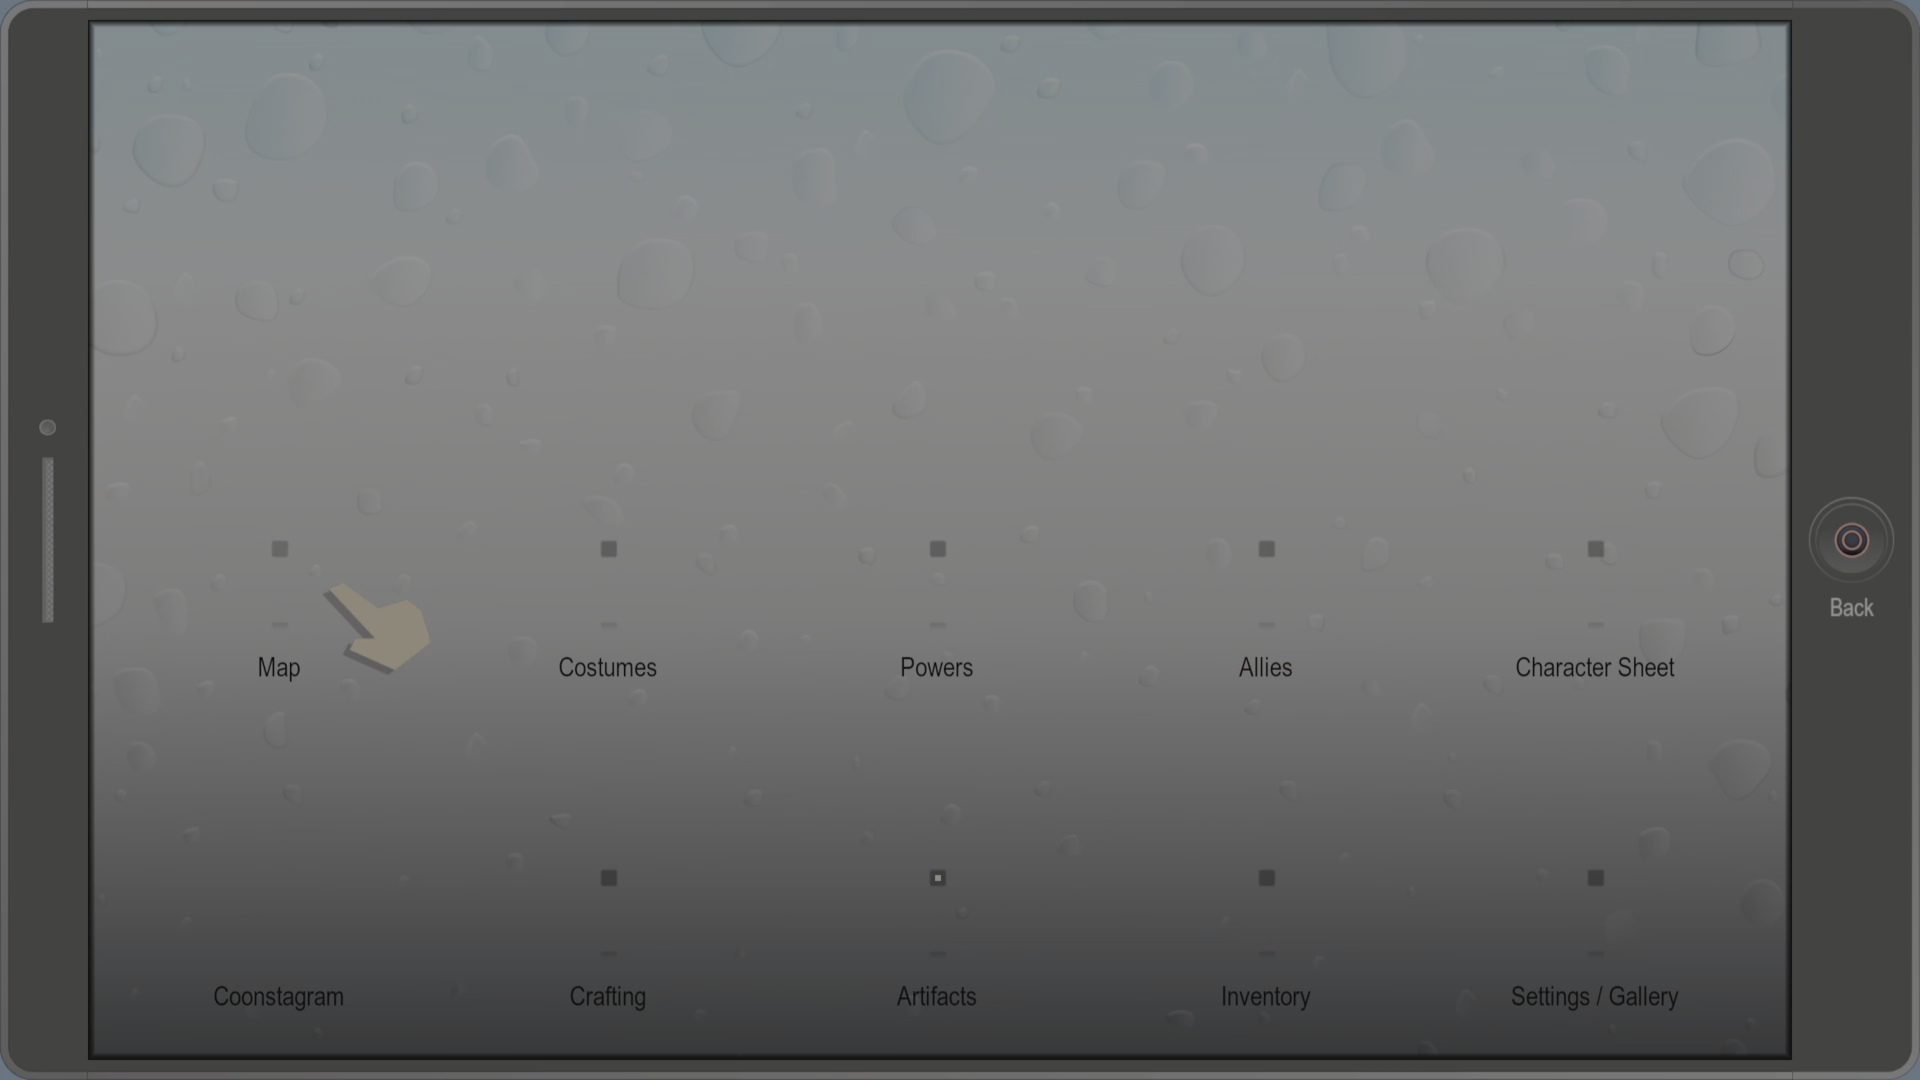 Back
Map
Costumes
Powers
Allies
Character Sheet
Coonstagram
Crafting
Artifacts
Inventory
Settings / Gallery